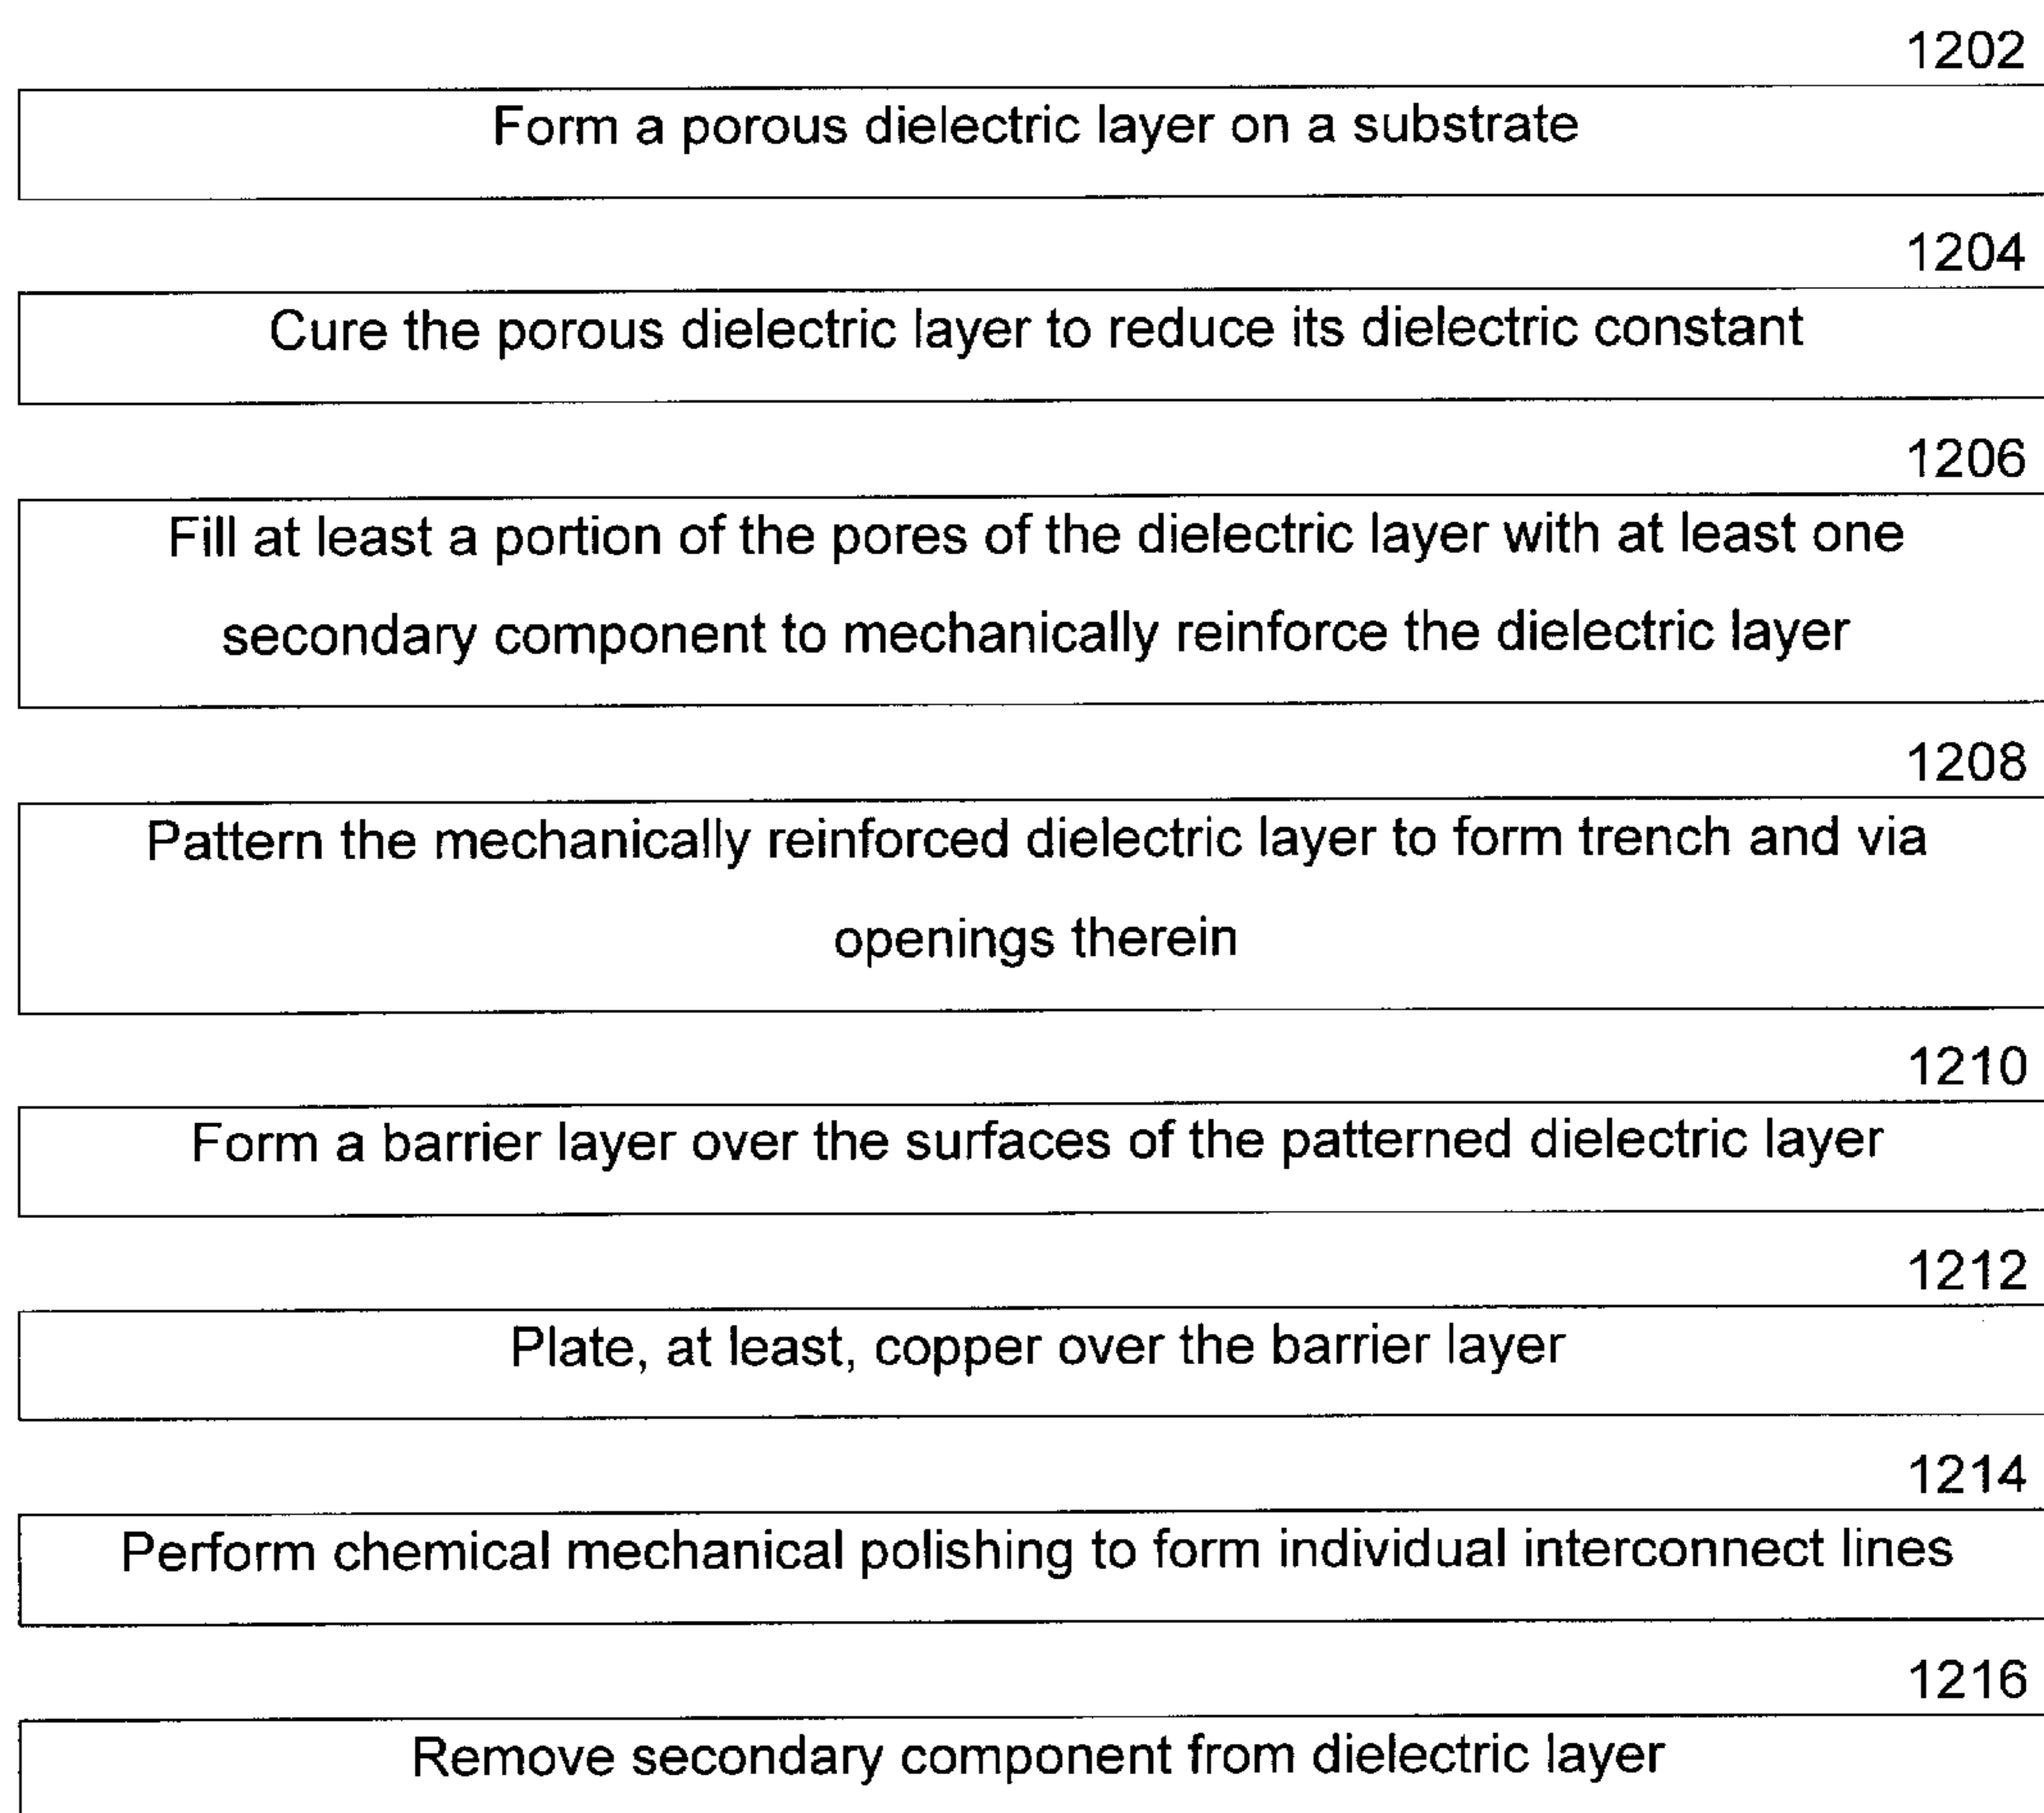 1202
Form a porous dielectric layer on a substrate
1204
Cure the porous dielectric layer to reduce its dielectric constant
1206
Fill at least a portion of the pores of the dielectric layer with at least one
secondary component to mechanically reinforce the dielectric layer
1208
Pattern the mechanically reinforced dielectric layer to form trench and via
openings therein
1210
Form a barrier layer over the surfaces of the patterned dielectric layer
1212
Plate, at least, copper over the barrier layer
1214
Perform chemical mechanical polishing to form individual interconnect lines
1216
Remove secondary component from dielectric layer